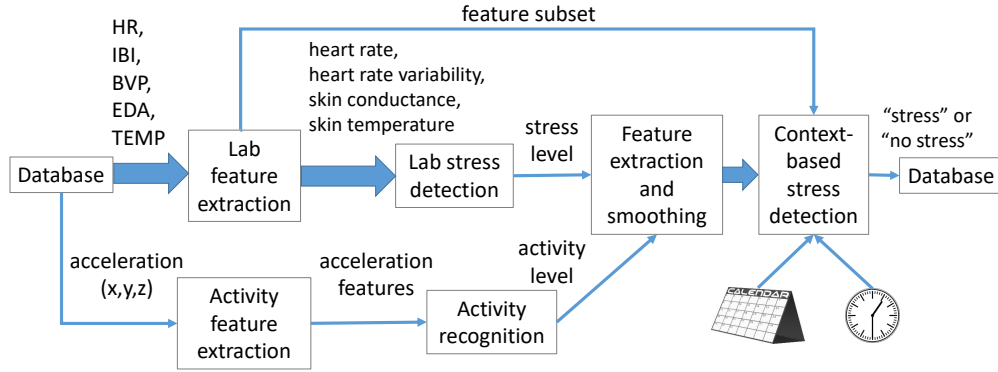 feature subset
HR,
IBI,
BVP,
EDA,
TEMP
heart rate,
heart rate variability,
skin conductance,
skin temperature
stress
level
"stress" or
"no stress"
Database
Lab
feature
extraction
Lab stress
detection
Feature
extraction
and
smoothing
Context-
based
stress
detection
Database
acceleration
(x,y,z)
Activity
feature
extraction
acceleration
features
Activity
recognition
activity
level
CALENDAR